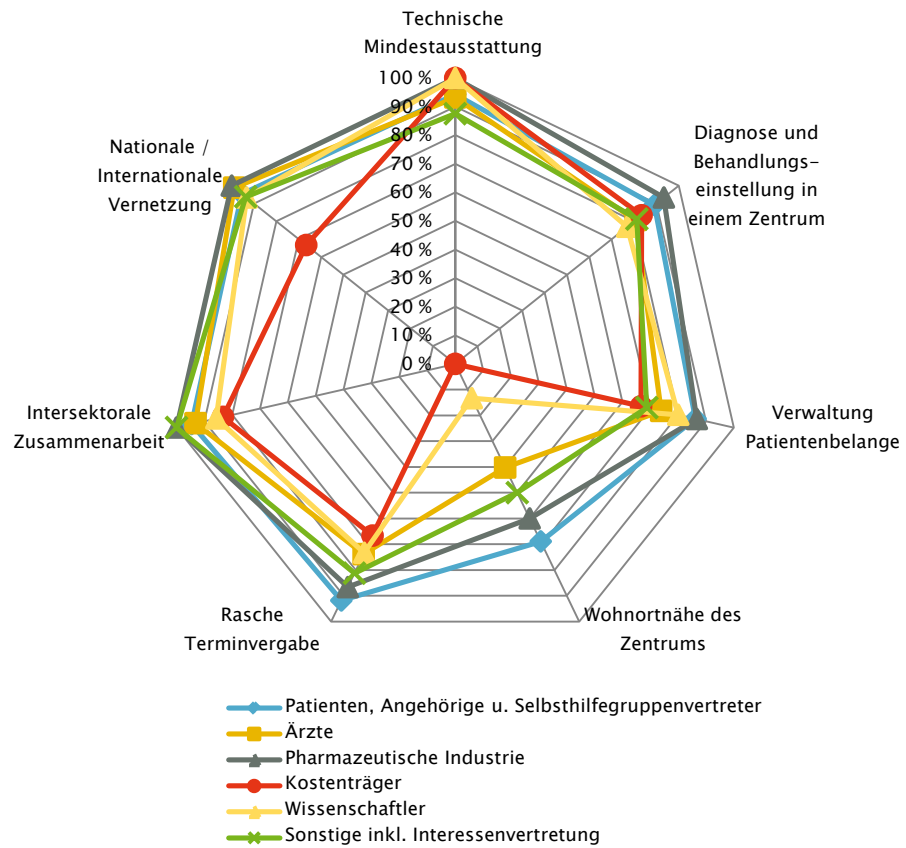 Technische
Mindestausstattung
100 %
90 %
80 %
70 %
60 %
50 %
40 %
30 %
20 %
10 %
0 %
Diagnose und
Behandlungs-
einstellung in
einem Zentrum
Verwaltung
Patientenbelange
Wohnortnähe des
Zentrums
Rasche
Terminvergabe
Intersektorale
Zusammenarbeit
Nationale /
Internationale
Vernetzung
Patienten, Angehörige u. Selbsthilfegruppenvertreter
Ärzte
Pharmazeutische Industrie
Kostenträger
Wissenschaftler
Sonstige inkl. Interessenvertretung